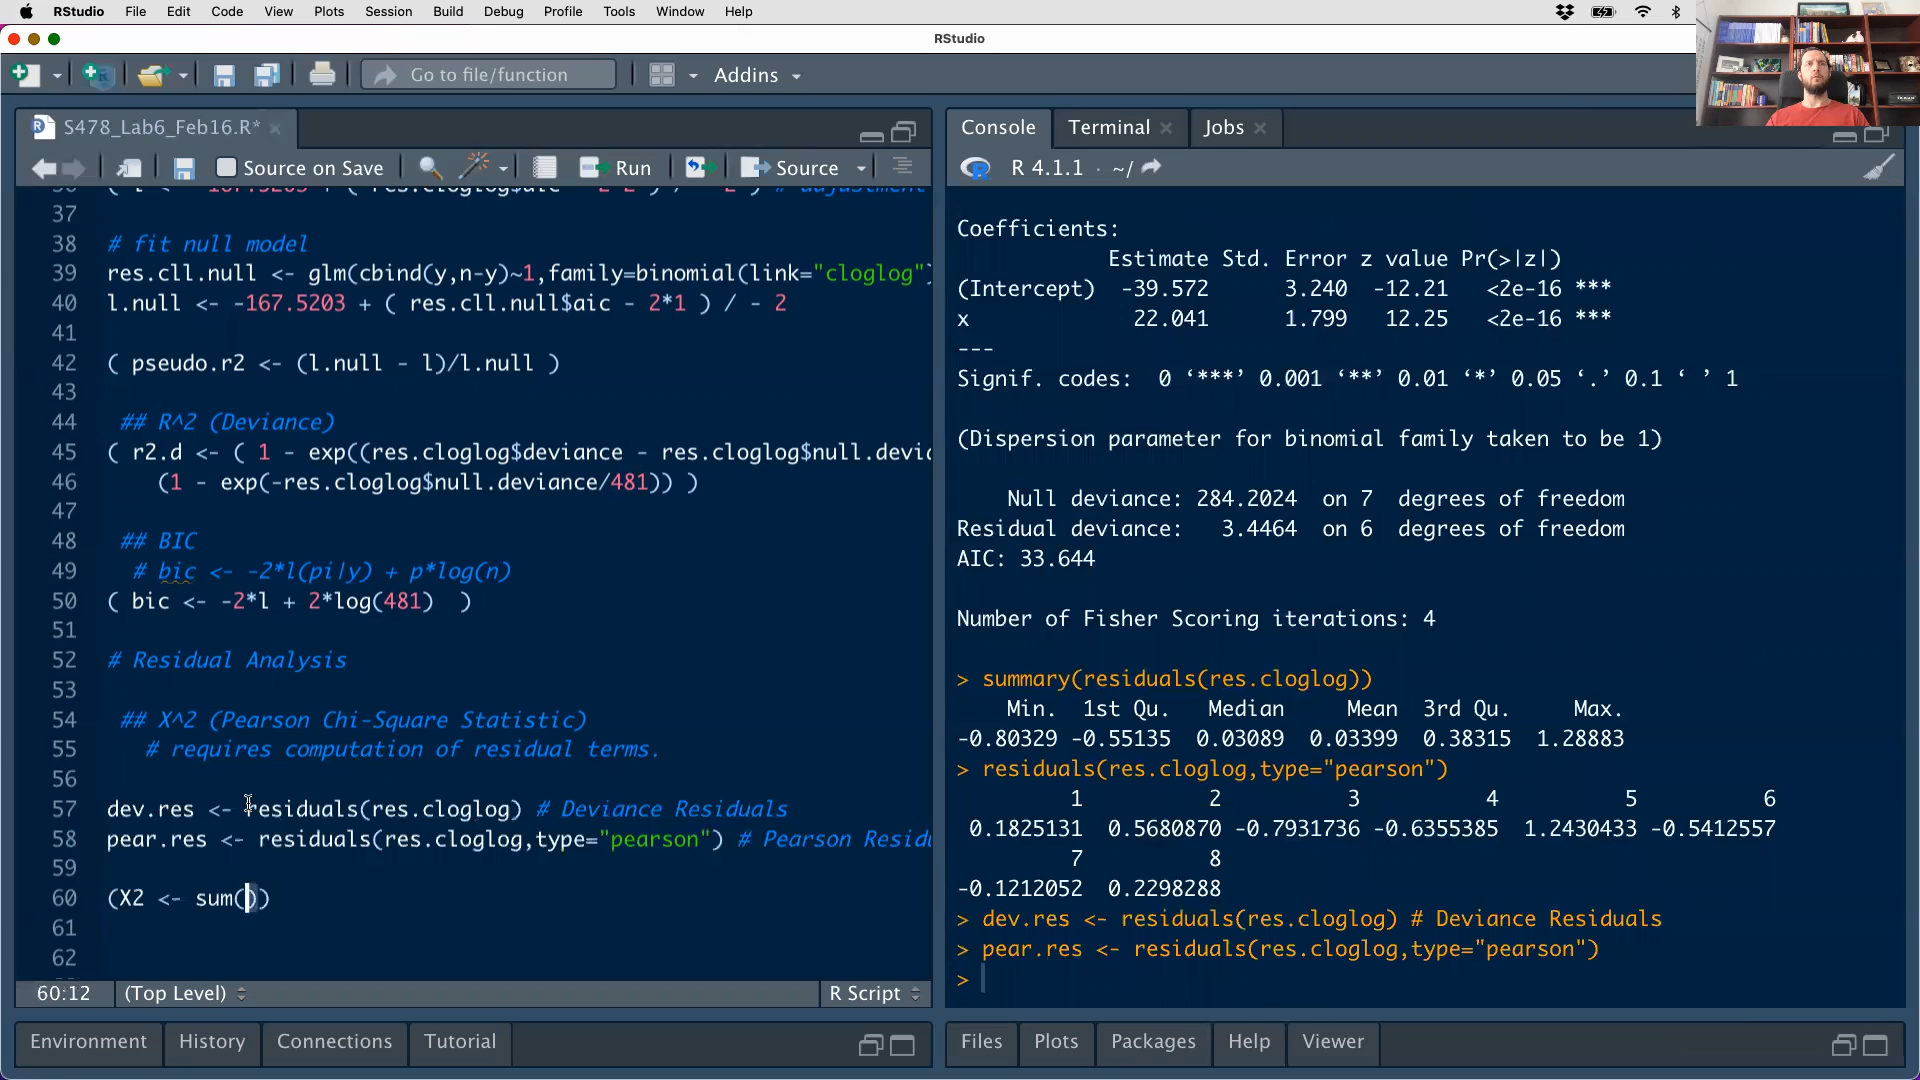 RStudio File Edit Code View Plots Session Build Debug Profile Tools Window Help
RStudio
Go to file/function Addins
S478_Lab6_Feb16.R*
Source on Save Run Source
37
38 # fit null model
39 res.cll.null <- glm(cbind(y,n-y)~1,family=binomial(link="cloglog")
40 l.null <- -167.5203 + ( res.cll.null$aic - 2*1 ) / - 2
41
42 ( pseudo.r2 <- (l.null - l)/l.null )
43
44 ## R^2 (Deviance)
45 ( r2.d <- ( 1 - exp((res.cloglog$deviance - res.cloglog$null.devia
46 (1 - exp(-res.cloglog$null.deviance/481)) )
47
48 ## BIC
49 # bic <- -2*l(pi|y) + p*log(n)
50 ( bic <- -2*l + 2*log(481) )
51
52 # Residual Analysis
53
54 ## X^2 (Pearson Chi-Square Statistic)
55 # requires computation of residual terms.
56
57 dev.res <- residuals(res.cloglog) # Deviance Residuals
58 pear.res <- residuals(res.cloglog,type="pearson") # Pearson Residu
59
60 (X2 <- sum())
61
62
60:12 (Top Level) R Script
Environment History Connections Tutorial
Console Terminal Jobs
R 4.1.1 · ~/
Coefficients:
Estimate Std. Error z value Pr(>|z|)
(Intercept) -39.572 3.240 -12.21 <2e-16 ***
x 22.041 1.799 12.25 <2e-16 ***
---
Signif. codes: 0 ‘***’ 0.001 ‘**’ 0.01 ‘*’ 0.05 ‘.’ 0.1 ‘ ’ 1
(Dispersion parameter for binomial family taken to be 1)
Null deviance: 284.2024 on 7 degrees of freedom
Residual deviance: 3.4464 on 6 degrees of freedom
AIC: 33.644
Number of Fisher Scoring iterations: 4
> summary(residuals(res.cloglog))
Min. 1st Qu. Median Mean 3rd Qu. Max.
-0.80329 -0.55135 0.03089 0.03399 0.38315 1.28883
> residuals(res.cloglog,type="pearson")
1 2 3 4 5 6
0.1825131 0.5680870 -0.7931736 -0.6355385 1.2430433 -0.5412557
7 8
-0.1212052 0.2298288
> dev.res <- residuals(res.cloglog) # Deviance Residuals
> pear.res <- residuals(res.cloglog,type="pearson")
>
Files Plots Packages Help Viewer